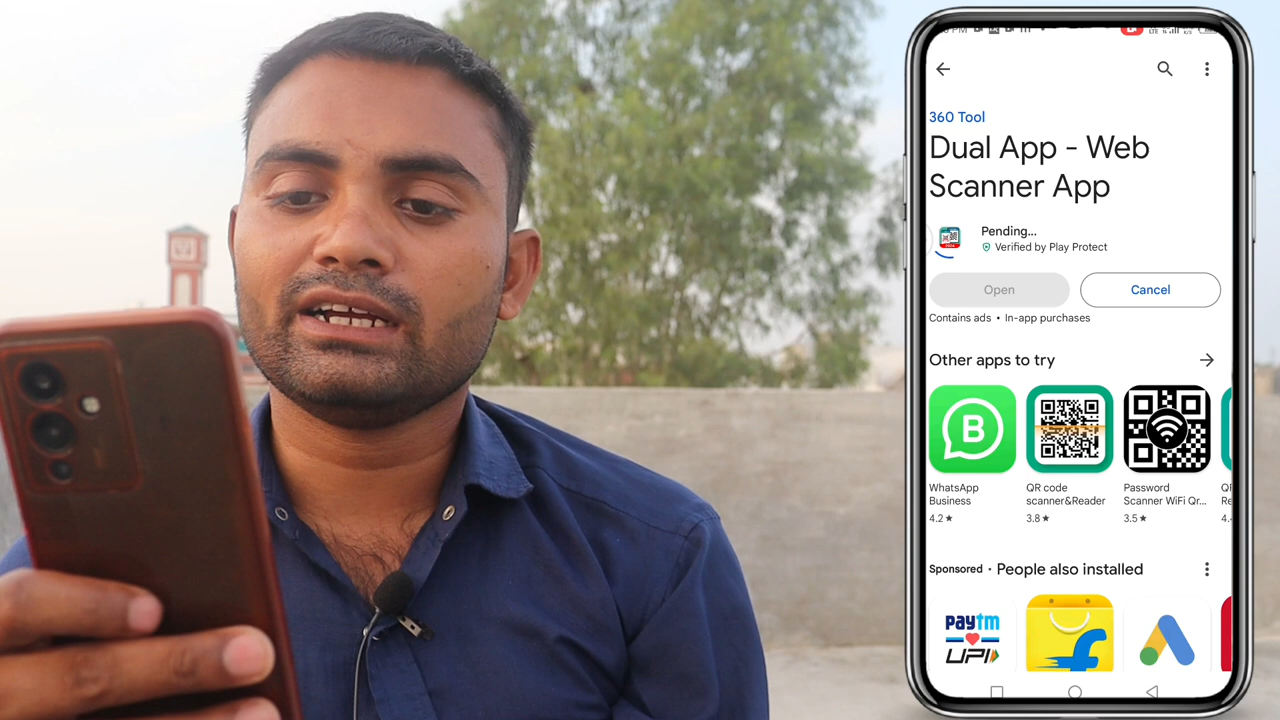 360 Tool
Dual App - Web
Scanner App
Pending...
Verified by Play Protect
Open
Cancel
Contains ads • In-app purchases
Other apps to try
B
WhatsApp
Business
4.2★
QR code
scanner&Reader
3.8★
Password
Scanner WiFi Qr...
3.5★
Sponsored • People also installed
paytm
UPI